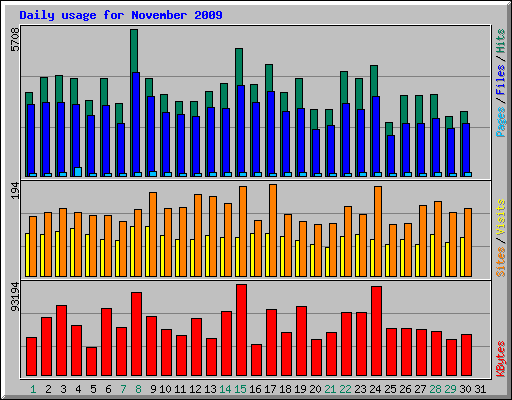 Daily usage for November 2009
5708
Pages / Files / Hits
194
Sites / Visits
93194
KBytes
1 2 3 4 5 6 7 8 9 10 11 12 13 14 15 16 17 18 19 20 21 22 23 24 25 26 27 28 29 30 31